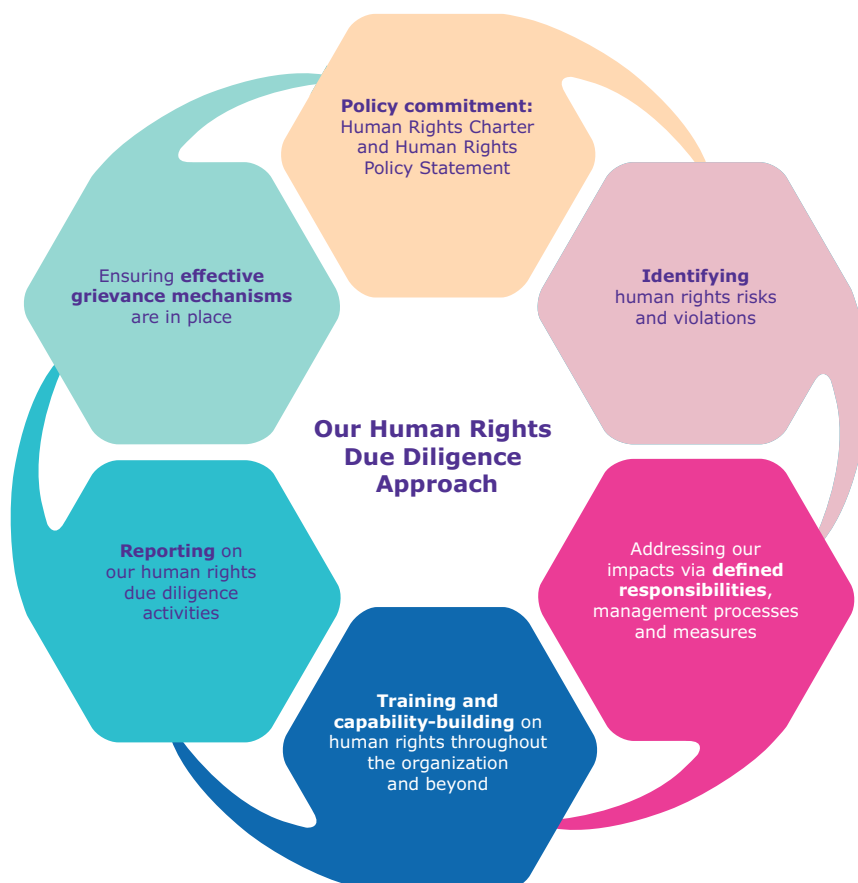 Policy commitment:
Human Rights Charter
and Human Rights
Policy Statement
Identifying
human rights risks
and violations
Addressing our
impacts via defined
responsibilities,
management processes
and measures
Training and
capability-building on
human rights throughout
the organization
and beyond
Reporting on
our human rights
due diligence
activities
Ensuring effective
grievance mechanisms
are in place
Our Human Rights
Due Diligence
Approach